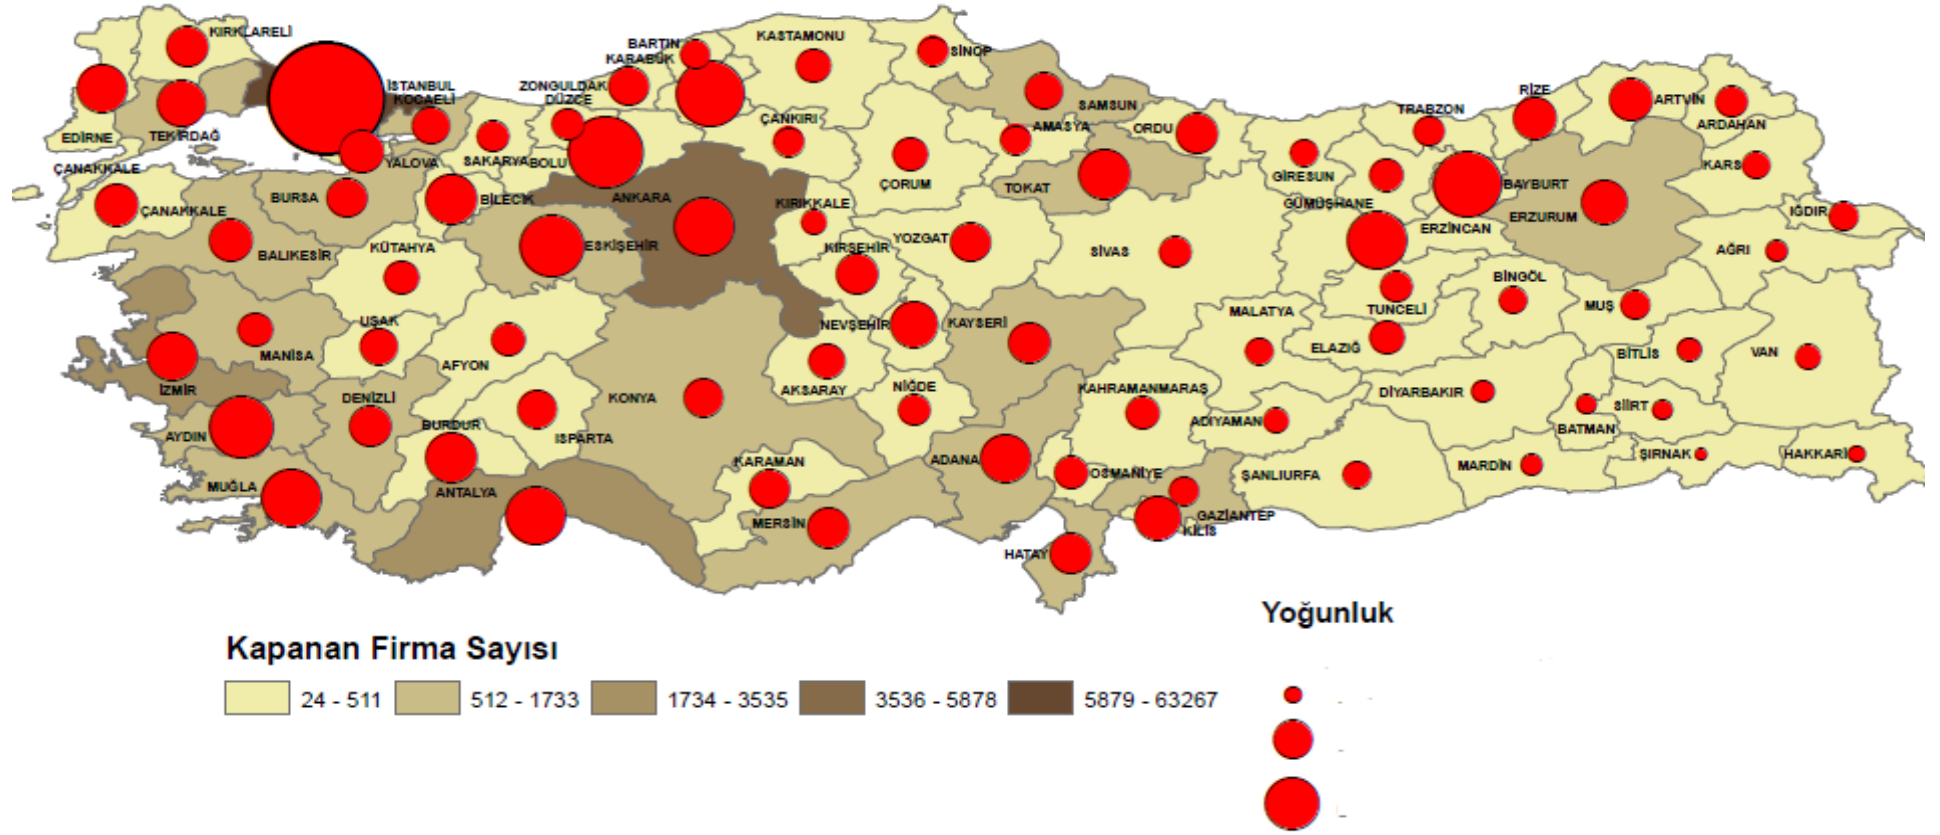 KIRKLARELİ
BARTIN
KASTAMONU
SİNOP
KARABÜK
İSTANBUL
ZONGULDAK
RİZE
KOCAELİ
DÜZCE
SAMSUN
TRABZON
ARTVİN
ÇANKIRI
AMASYA
ORDU
ARDAHAN
EDİRNE
TEKİRDAĞ
YALOVA
SAKARYA
BOLU
KARS
ÇANAKKALE
ÇORUM
GİRESUN
BAYBURT
TOKAT
BURSA
BİLECİK
ANKARA
KIRIKKALE
GÜMÜŞHANE
ERZURUM
IĞDIR
ÇANAKKALE
ERZİNCAN
BALIKESİR
KÜTAHYA
ESKİŞEHİR
KIRŞEHİR
YOZGAT
SİVAS
AĞRI
BİNGÖL
TUNCELİ
MUŞ
UŞAK
NEVŞEHİR
KAYSERİ
MALATYA
MANİSA
AFYON
ELAZIĞ
BİTLİS
VAN
İZMİR
AKSARAY
NİĞDE
KAHRAMANMARAŞ
DİYARBAKIR
DENİZLİ
KONYA
SİİRT
BURDUR
ISPARTA
ADIYAMAN
BATMAN
AYDIN
KARAMAN
ADANA
OSMANİYE
ŞANLIURFA
MARDİN
ŞIRNAK
HAKKARİ
MUĞLA
ANTALYA
MERSİN
GAZİANTEP
KİLİS
HATAY
Yoğunluk
Kapanan Firma Sayısı
24 - 511
512 - 1733
1734 - 3535
3536 - 5878
5879 - 63267